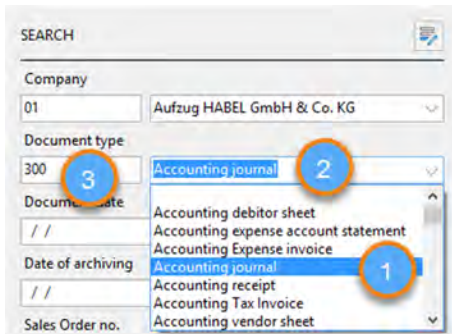 SEARCH
Company
01 Aufzug HABEL GmbH & Co. KG
Document type
300 3 Accounting journal 2
Document date
/ /
Date of archiving
/ /
Sales Order no.
Accounting debitor sheet
Accounting expense account statement
Accounting Expense invoice
Accounting journal 1
Accounting receipt
Accounting Tax Invoice
Accounting vendor sheet